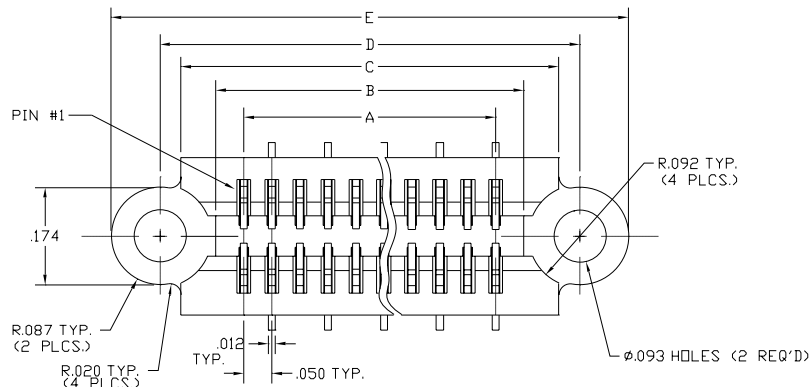 E
D
C
B
A
PIN #1
R.092 TYP.
(4 PLCS.)
.174
R.087 TYP.
(2 PLCS.)
R.020 TYP.
(4 PLCS.)
.012
TYP.
.050 TYP.
ø.093 HOLES (2 REQ'D)